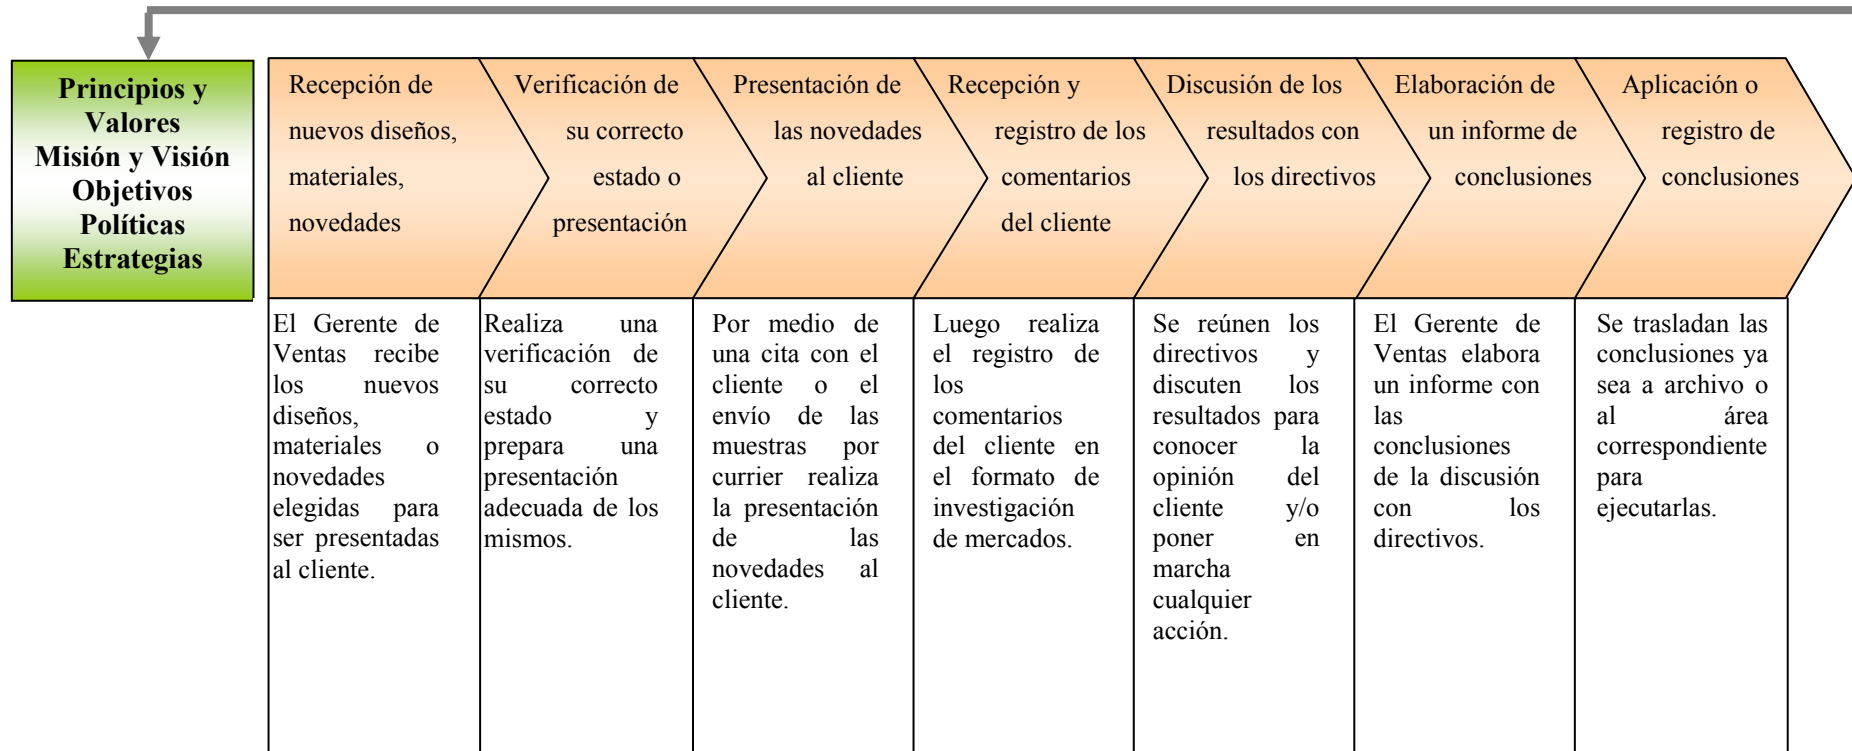 Principios y
Valores
Misión y Visión
Objetivos
Políticas
Estrategias
Recepción de
nuevos diseños,
materiales,
novedades
Verificación de
su correcto
estado o
presentación
Presentación de
las novedades
al cliente
Recepción y
registro de los
comentarios
del cliente
Discusión de los
resultados con
los directivos
Elaboración de
un informe de
conclusiones
Aplicación o
registro de
conclusiones
El Gerente de
Ventas recibe
los nuevos
diseños,
materiales o
novedades
elegidas para
ser presentadas
al cliente.
Realiza una
verificación de
su correcto
estado y
prepara una
presentación
adecuada de los
mismos.
Por medio de
una cita con el
cliente o el
envío de las
muestras por
currier realiza
la presentación
de las
novedades al
cliente.
Luego realiza
el registro de
los
comentarios
del cliente en
el formato de
investigación
de mercados.
Se reúnen los
directivos y
discuten los
resultados para
conocer la
opinión del
cliente y/o
poner en
marcha
cualquier
acción.
El Gerente de
Ventas elabora
un informe con
las
conclusiones
de la discusión
con los
directivos.
Se trasladan las
conclusiones ya
sea a archivo o
al área
correspondiente
para
ejecutarlas.